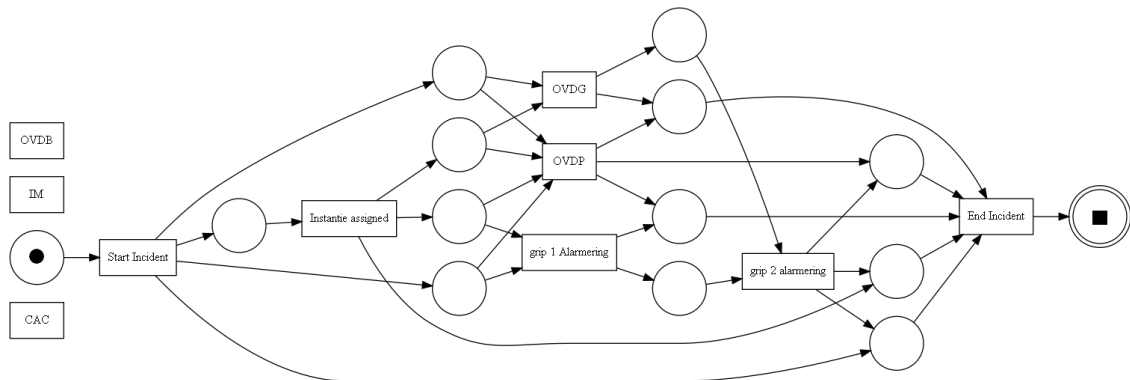 OVDB
IM
CAC
Start Incident
Instantie assigned
OVDG
OVDP
grip 1 Alarmering
grip 2 alarmering
End Incident